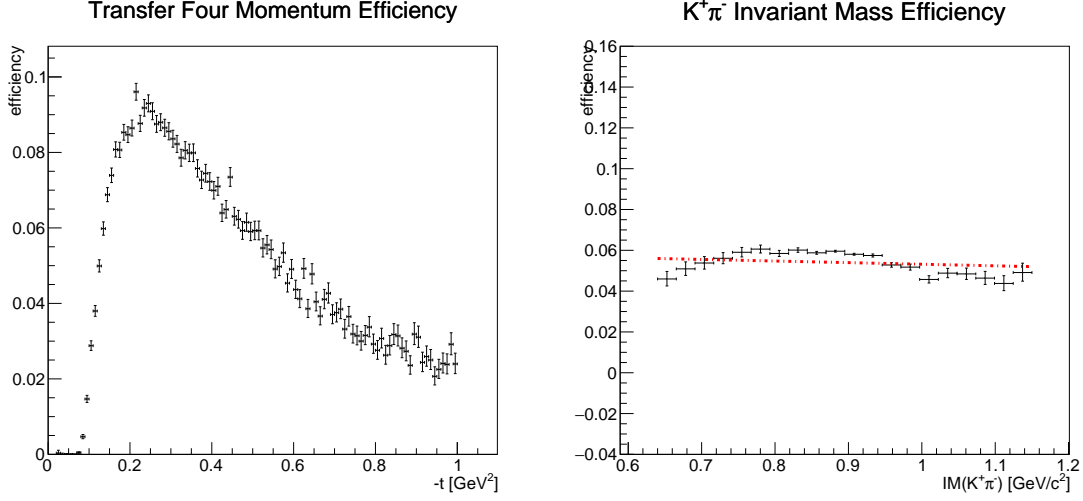 Transfer Four Momentum Efficiency
efficiency
0.1
0.08
0.06
0.04
0.02
0
0 0.2 0.4 0.6 0.8 1
-t [GeV²]
K⁺π⁻ Invariant Mass Efficiency
efficiency
0.16
0.14
0.12
0.1
0.08
0.06
0.04
0.02
0
−0.02
−0.04
0.6 0.7 0.8 0.9 1 1.1 1.2
IM(K⁺π⁻) [GeV/c²]